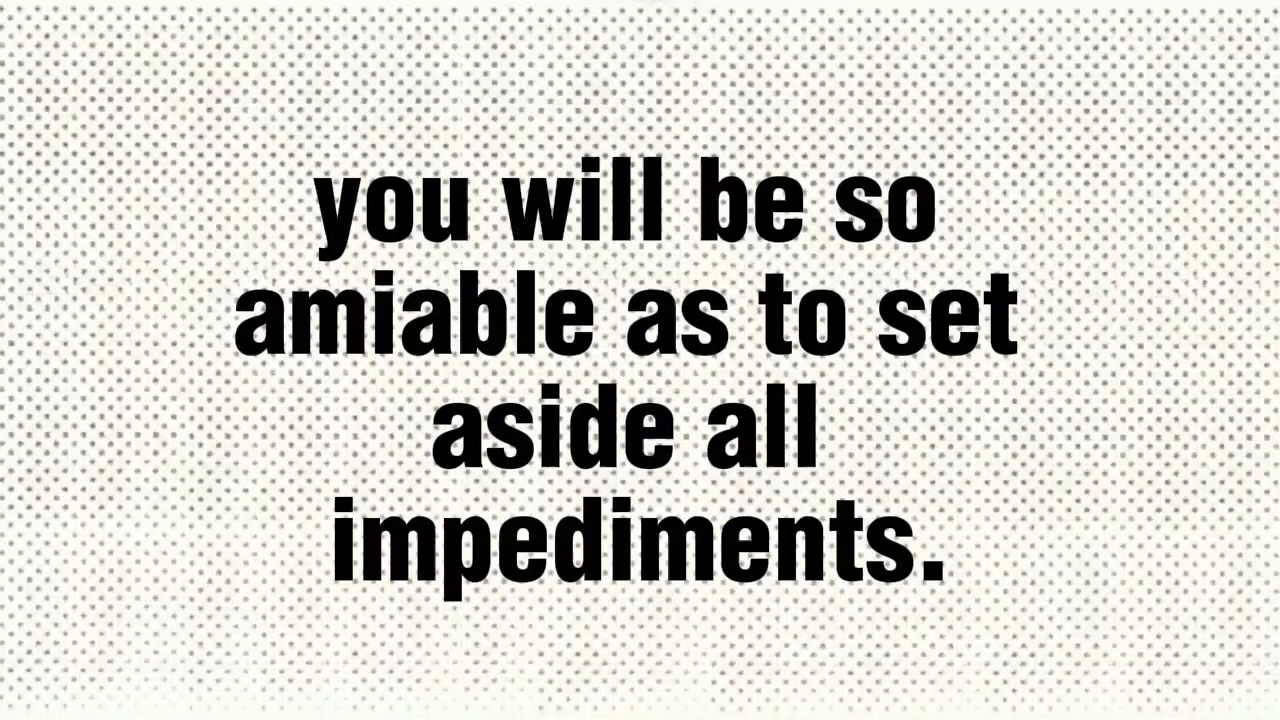 you will be so
amiable as to set
aside all
impediments.